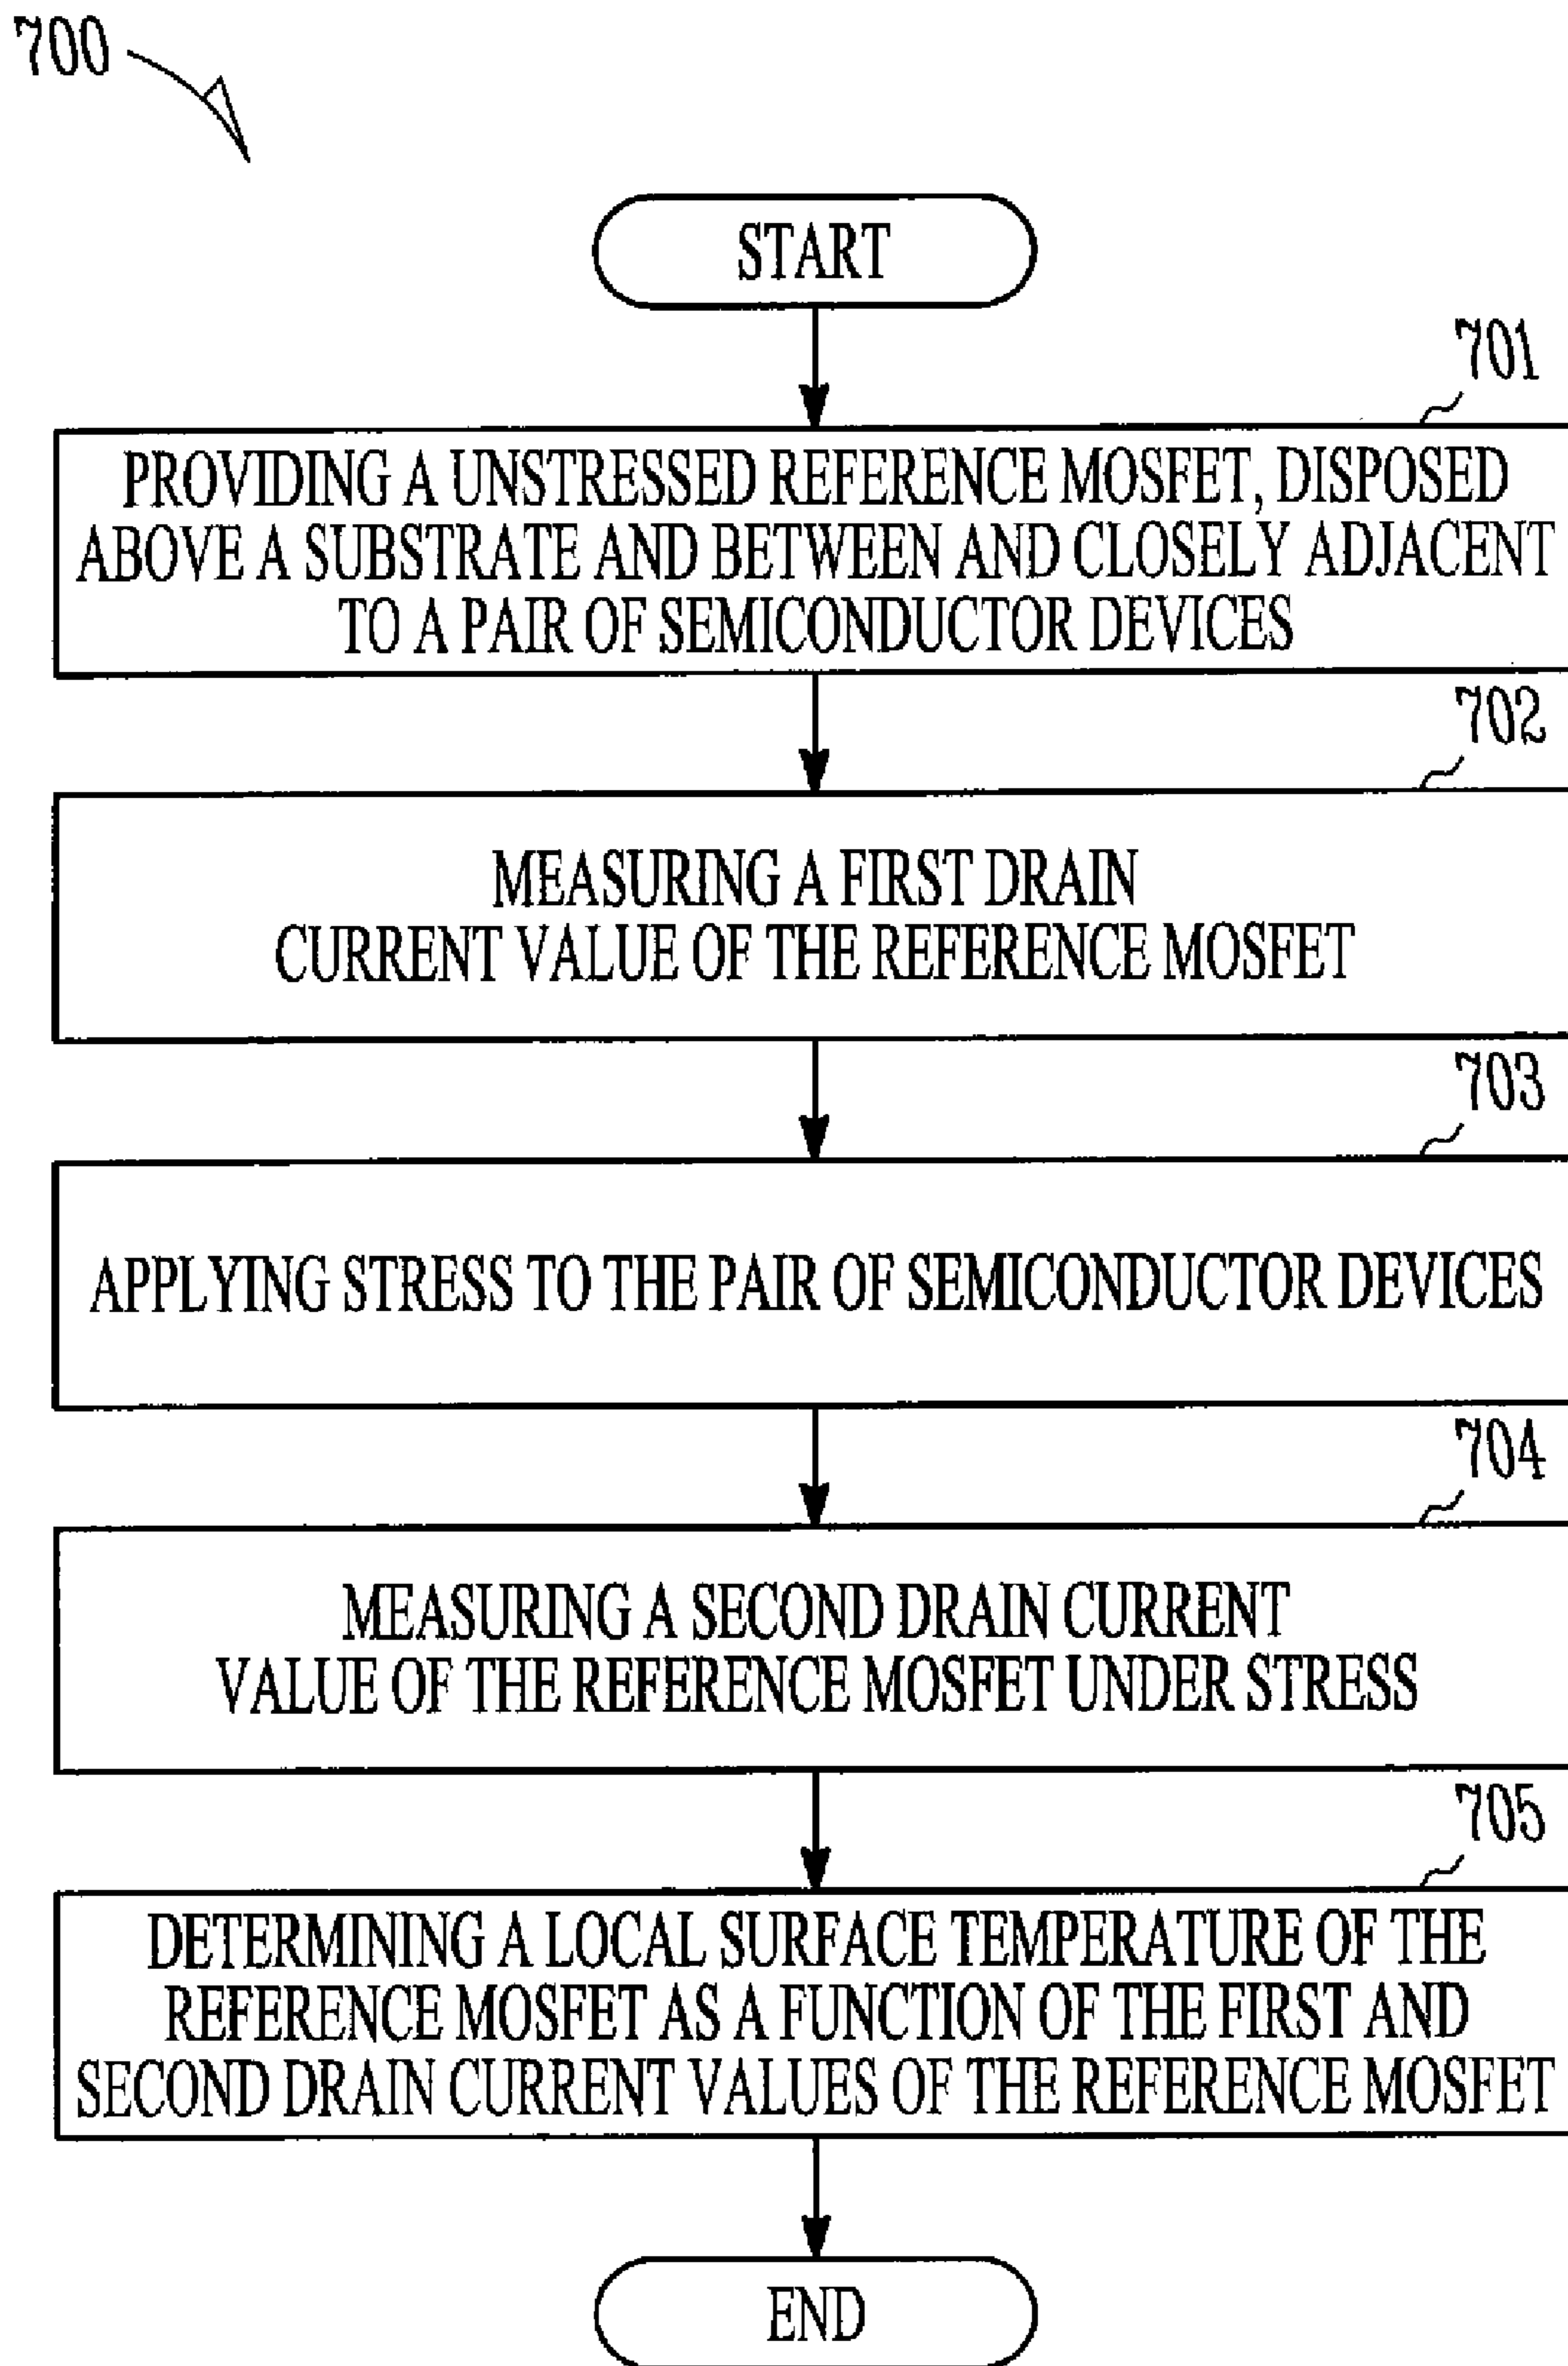 700
START
701
PROVIDING A UNSTRESSED REFERENCE MOSFET, DISPOSED
ABOVE A SUBSTRATE AND BETWEEN AND CLOSELY ADJACENT
TO A PAIR OF SEMICONDUCTOR DEVICES
702
MEASURING A FIRST DRAIN
CURRENT VALUE OF THE REFERENCE MOSFET
703
APPLYING STRESS TO THE PAIR OF SEMICONDUCTOR DEVICES
704
MEASURING A SECOND DRAIN CURRENT
VALUE OF THE REFERENCE MOSFET UNDER STRESS
705
DETERMINING A LOCAL SURFACE TEMPERATURE OF THE
REFERENCE MOSFET AS A FUNCTION OF THE FIRST AND
SECOND DRAIN CURRENT VALUES OF THE REFERENCE MOSFET
END